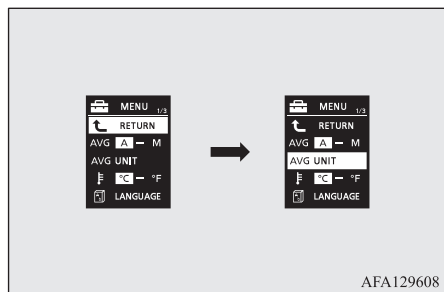 MENU 1/3
RETURN
AVG A – M
AVG UNIT
°C – °F
LANGUAGE
MENU 1/3
RETURN
AVG A – M
AVG UNIT
°C – °F
LANGUAGE
AFA129608